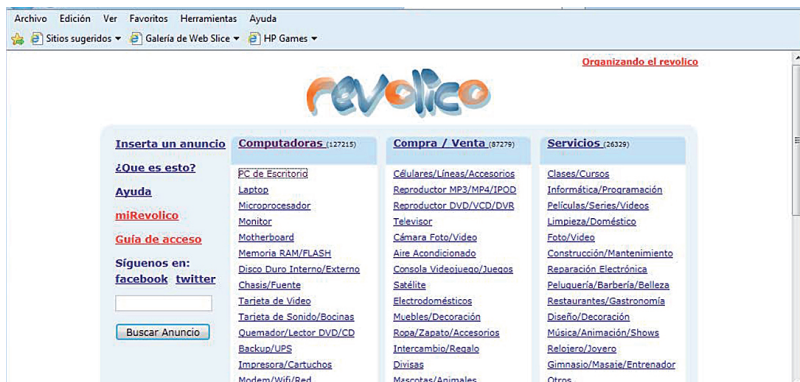 Archivo Edición Ver Favoritos Herramientas Ayuda
Sitios sugeridos Galería de Web Slice HP Games
Organizando el revolico
revolico
Inserta un anuncio
¿Que es esto?
Ayuda
miRevolico
Guía de acceso
Síguenos en:
facebook twitter
Buscar Anuncio
Computadoras (127215)
PC de Escritorio
Laptop
Microprocesador
Monitor
Motherboard
Memoria RAM/FLASH
Disco Duro Interno/Externo
Chasis/Fuente
Tarjeta de Video
Tarjeta de Sonido/Bocinas
Quemador/Lector DVD/CD
Backup/UPS
Impresora/Cartuchos
Modem/Wifi/Red
Compra / Venta (87279)
Célulares/Líneas/Accesorios
Reproductor MP3/MP4/IPOD
Reproductor DVD/VCD/DVR
Televisor
Cámara Foto/Video
Aire Acondicionado
Consola Videojuego/Juegos
Satélite
Electrodomésticos
Muebles/Decoración
Ropa/Zapato/Accesorios
Intercambio/Regalo
Divisas
Mascotas/Animales
Servicios (26329)
Clases/Cursos
Informática/Programación
Películas/Series/Videos
Limpieza/Doméstico
Foto/Video
Construcción/Mantenimiento
Reparación Electrónica
Peluquería/Barbería/Belleza
Restaurantes/Gastronomía
Diseño/Decoración
Música/Animación/Shows
Relojero/Joyero
Gimnasio/Masaje/Entrenador
Otros